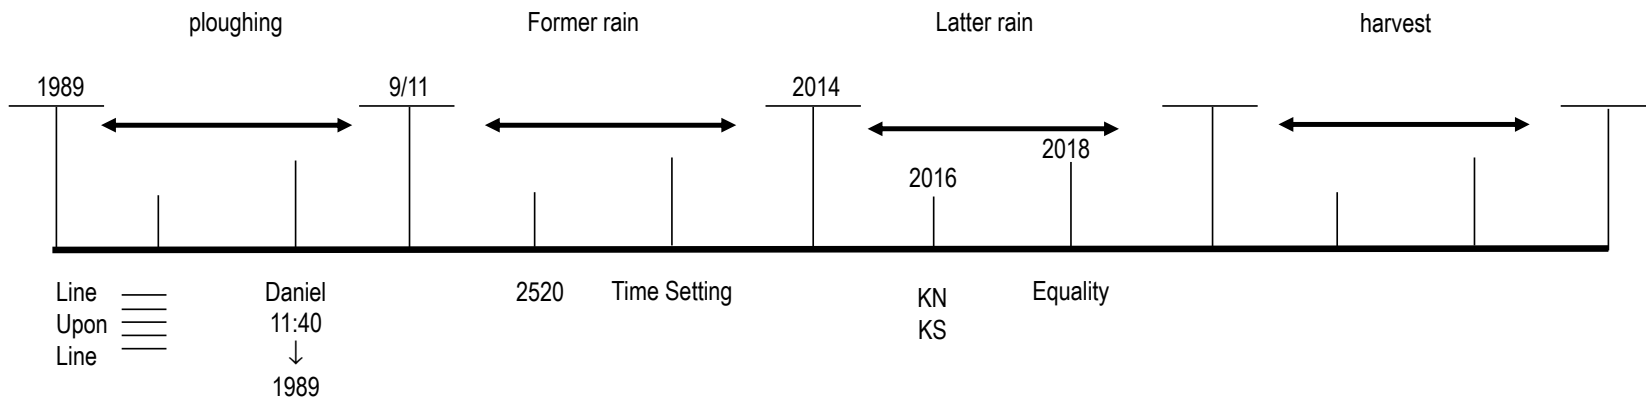 ploughing Former rain Latter rain harvest
1989 9/11 2014
2018
2016
Line Daniel 2520 Time Setting KN Equality
Upon 11:40 KS
Line ↓
1989